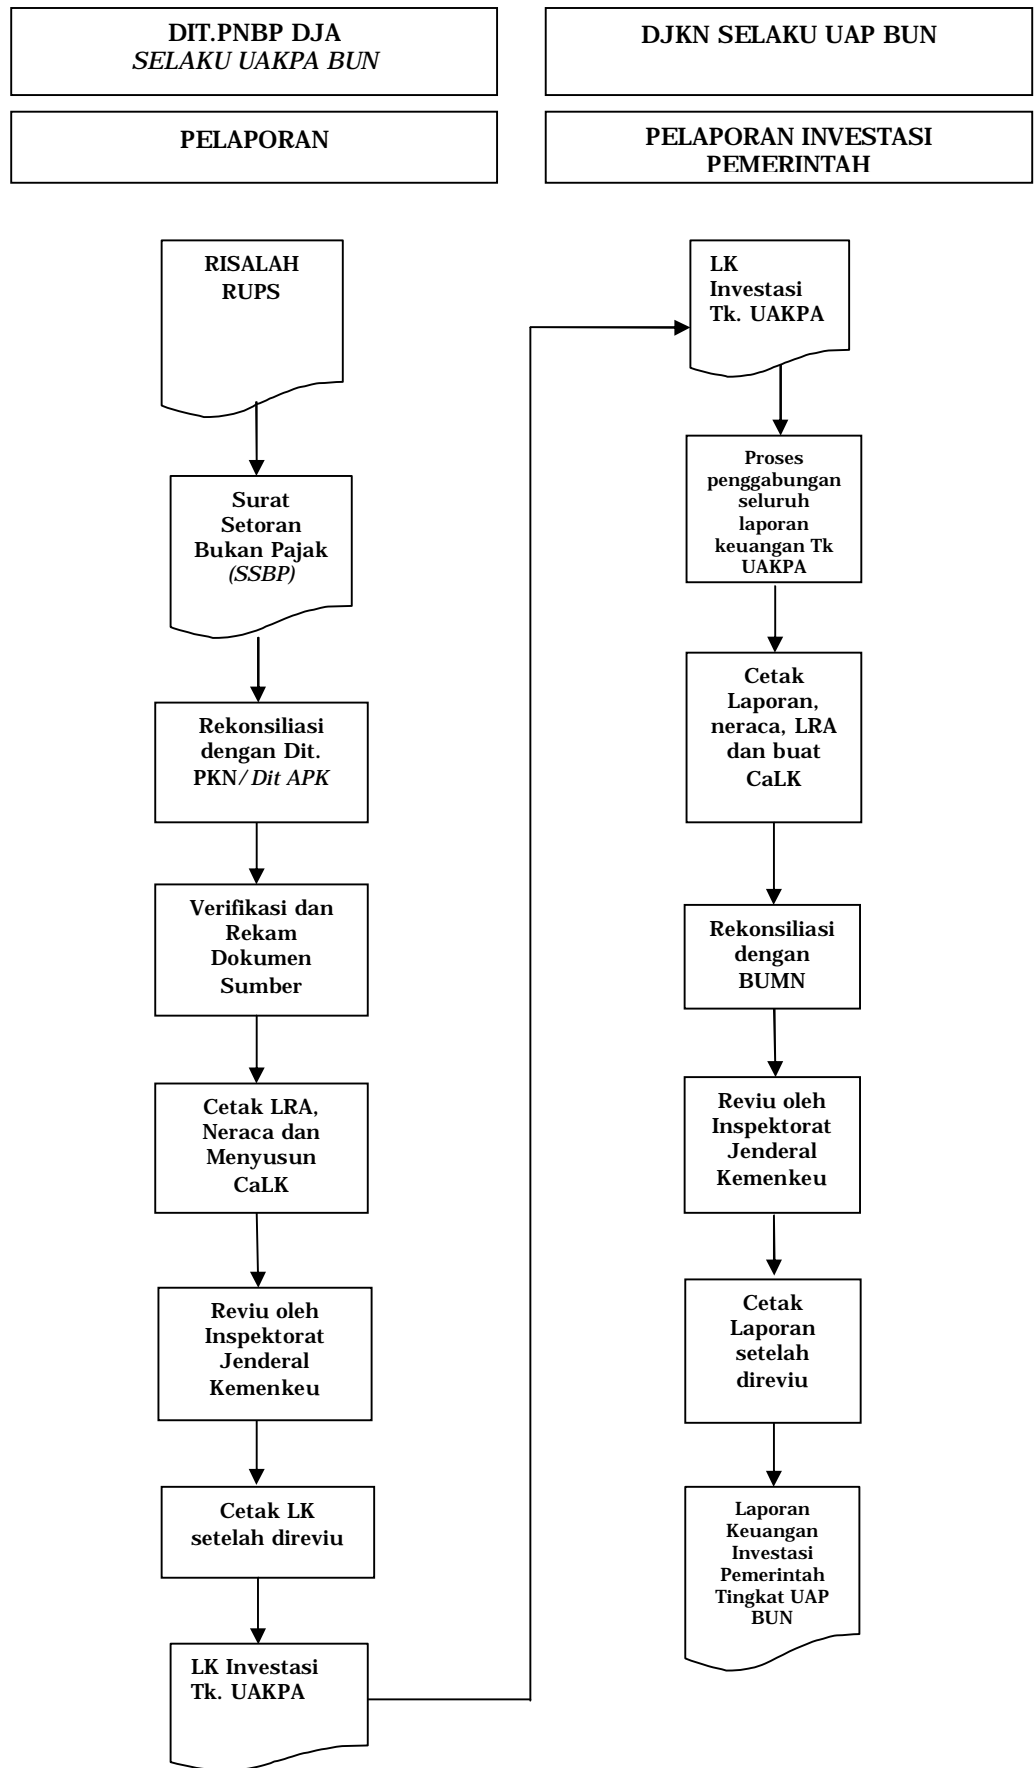 DIT.PNBP DJA
SELAKU UAKPA BUN
DJKN SELAKU UAP BUN
PELAPORAN
PELAPORAN INVESTASI
PEMERINTAH
RISALAH
RUPS
Surat
Setoran
Bukan Pajak
(SSBP)
Rekonsiliasi
dengan Dit.
PKN/Dit APK
Verifikasi dan
Rekam
Dokumen
Sumber
Cetak LRA,
Neraca dan
Menyusun
CaLK
Reviu oleh
Inspektorat
Jenderal
Kemenkeu
Cetak LK
setelah direviu
LK Investasi
Tk. UAKPA
LK
Investasi
Tk. UAKPA
Proses
penggabungan
seluruh
laporan
keuangan Tk
UAKPA
Cetak
Laporan,
neraca, LRA
dan buat
CaLK
Rekonsiliasi
dengan
BUMN
Reviu oleh
Inspektorat
Jenderal
Kemenkeu
Cetak
Laporan
setelah
direviu
Laporan
Keuangan
Investasi
Pemerintah
Tingkat UAP
BUN